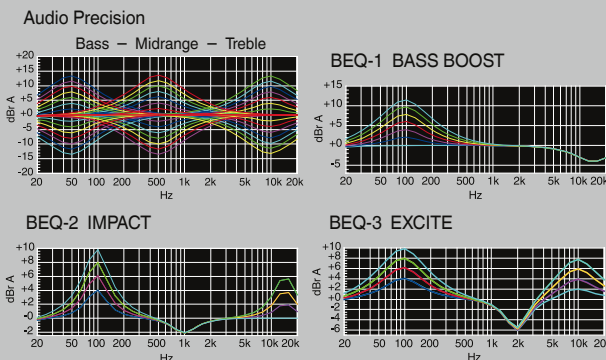 Audio Precision
Bass – Midrange – Treble
dBr A
+20
+15
+10
+5
+0
-5
-10
-15
-20
20 50 100 200 500 1k 2k 5k 10k 20k
Hz
BEQ-1 BASS BOOST
dBr A
+15
+10
+5
+0
-5
20 50 100 200 500 1k 2k 5k 10k 20k
Hz
BEQ-2 IMPACT
dBr A
+10
+8
+6
+4
+2
-0
-2
20 50 100 200 500 1k 2k 5k 10k 20k
Hz
BEQ-3 EXCITE
dBr A
+10
+8
+6
+4
+2
+0
-2
-4
-6
20 50 100 200 500 1k 2k 5k 10k 20k
Hz